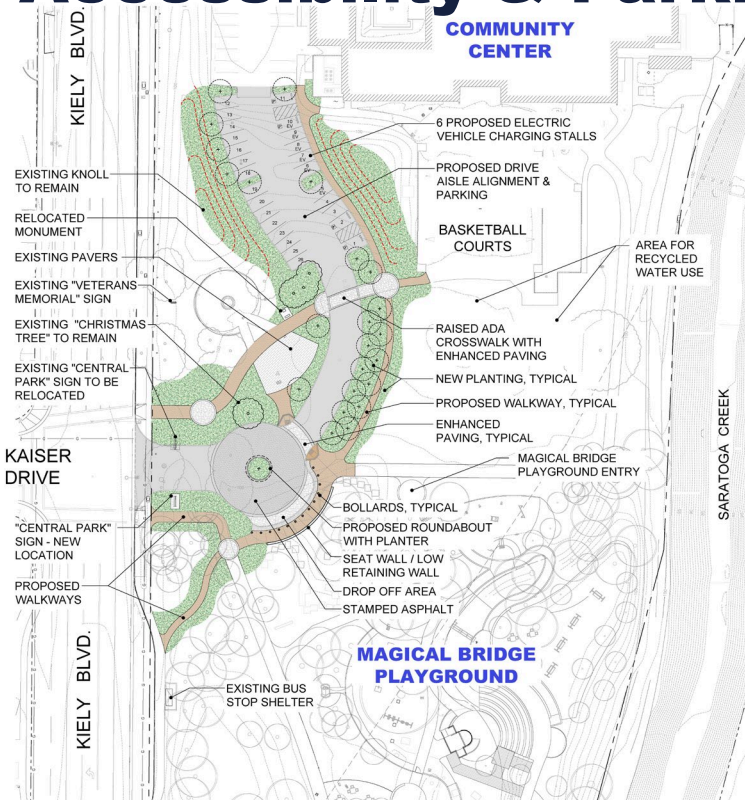 KIELY BLVD.
COMMUNITY
CENTER
6 PROPOSED ELECTRIC
VEHICLE CHARGING STALLS
PROPOSED DRIVE
AISLE ALIGNMENT &
PARKING
BASKETBALL
COURTS
AREA FOR
RECYCLED
WATER USE
EXISTING KNOLL
TO REMAIN
RELOCATED
MONUMENT
EXISTING PAVERS
EXISTING "VETERANS
MEMORIAL" SIGN
EXISTING "CHRISTMAS
TREE" TO REMAIN
EXISTING "CENTRAL
PARK" SIGN TO BE
RELOCATED
RAISED ADA
CROSSWALK WITH
ENHANCED PAVING
NEW PLANTING, TYPICAL
PROPOSED WALKWAY, TYPICAL
ENHANCED
PAVING, TYPICAL
MAGICAL BRIDGE
PLAYGROUND ENTRY
KAISER
DRIVE
SARATOGA CREEK
"CENTRAL PARK"
SIGN - NEW
LOCATION
PROPOSED
WALKWAYS
BOLLARDS, TYPICAL
PROPOSED ROUNDABOUT
WITH PLANTER
SEAT WALL / LOW
RETAINING WALL
DROP OFF AREA
STAMPED ASPHALT
MAGICAL BRIDGE
PLAYGROUND
EXISTING BUS
STOP SHELTER
KIELY BLVD.